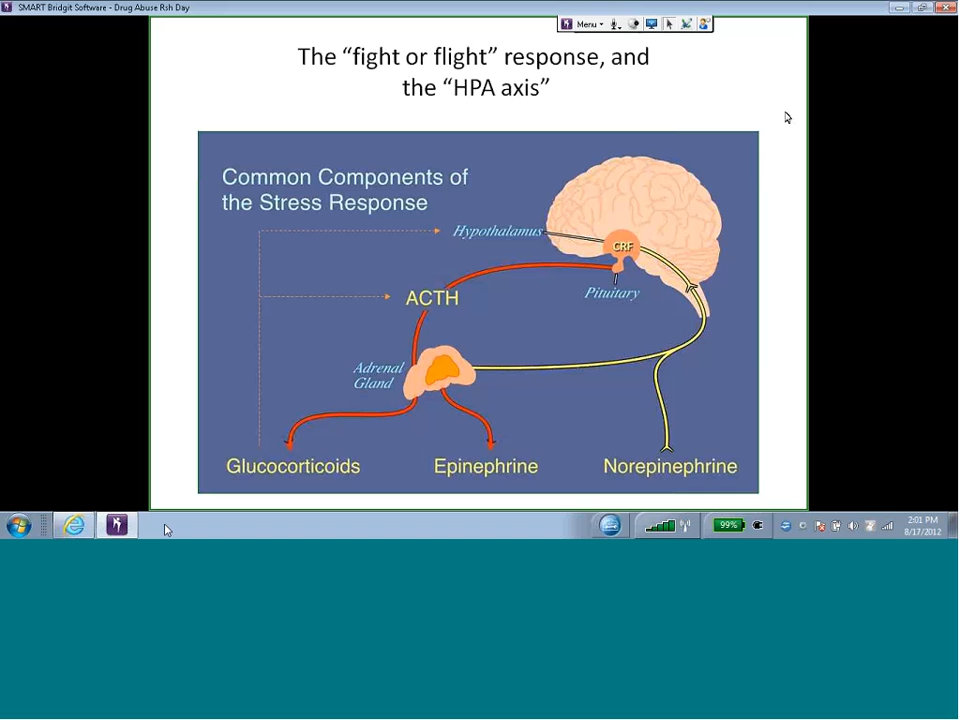 SMART Bridgit Software - Drug Abuse Rsh Day
Menu
The “fight or flight” response, and
the “HPA axis”
Common Components of
the Stress Response
Hypothalamus
CRF
Pituitary
ACTH
Adrenal
Gland
Glucocorticoids
Epinephrine
Norepinephrine
99%
2:01 PM
8/17/2012